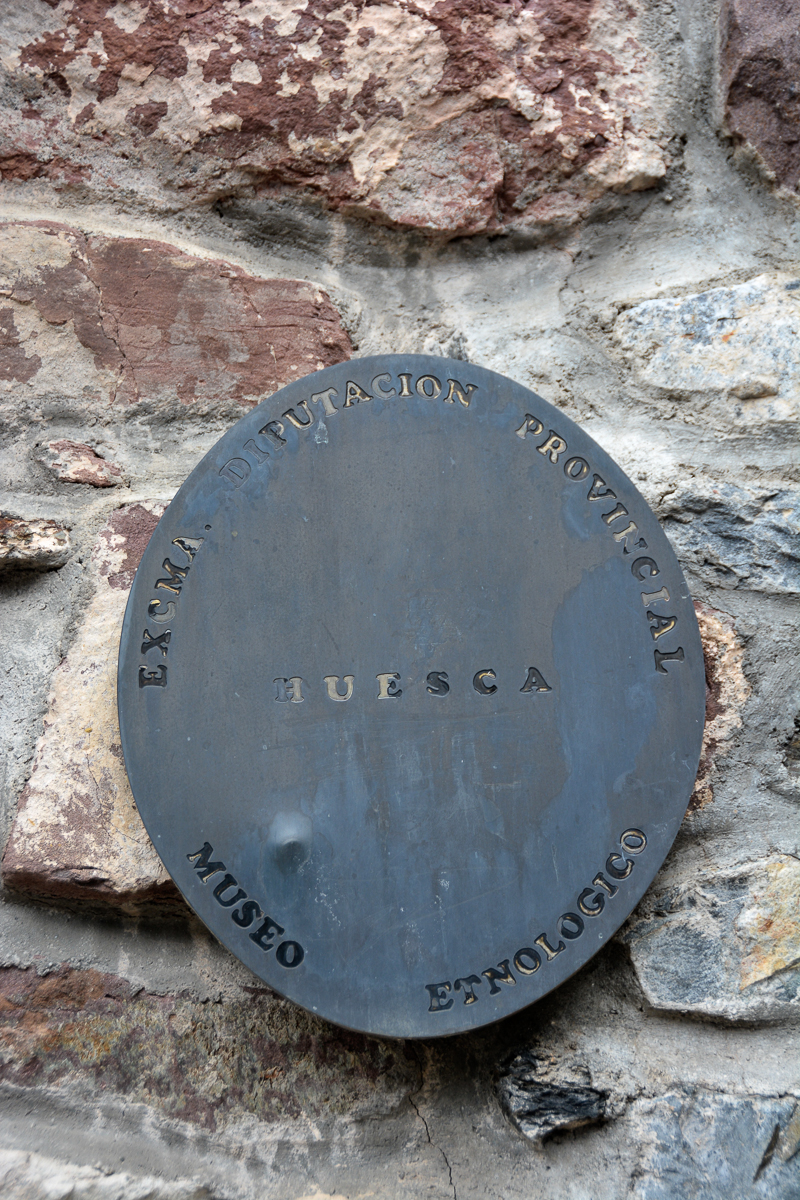 EXCMA. DIPUTACION PROVINCIAL
HUESCA
MUSEO ETNOLOGICO